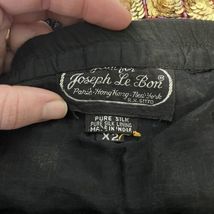 Joseph Le Bon®
Paris·Hong Kong·New York
PURE SILK
PURE SILK LINING
MADE IN INDIA